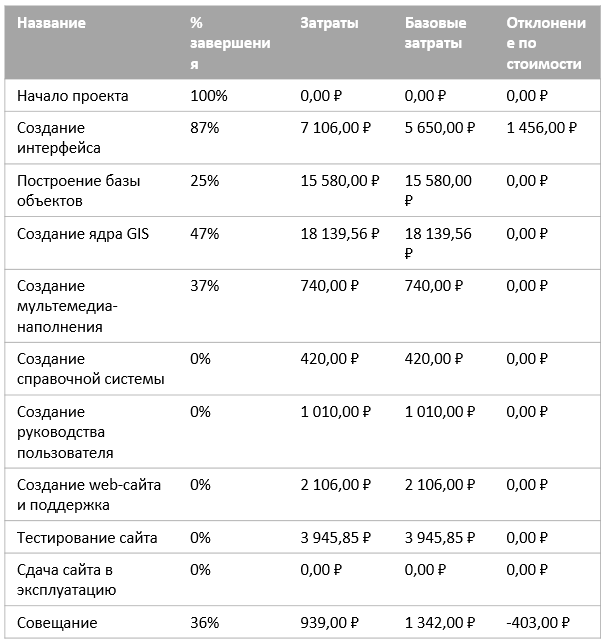 Название % завершени я Затраты Базовые затраты Отклонени е по стоимости
Начало проекта 100% 0,00 ₽ 0,00 ₽ 0,00 ₽
Создание интерфейса 87% 7 106,00 ₽ 5 650,00 ₽ 1 456,00 ₽
Построение базы объектов 25% 15 580,00 ₽ 15 580,00 ₽ 0,00 ₽
Создание ядра GIS 47% 18 139,56 ₽ 18 139,56 ₽ 0,00 ₽
Создание мультемедиа-наполнения 37% 740,00 ₽ 740,00 ₽ 0,00 ₽
Создание справочной системы 0% 420,00 ₽ 420,00 ₽ 0,00 ₽
Создание руководства пользователя 0% 1 010,00 ₽ 1 010,00 ₽ 0,00 ₽
Создание web-сайта и поддержка 0% 2 106,00 ₽ 2 106,00 ₽ 0,00 ₽
Тестирование сайта 0% 3 945,85 ₽ 3 945,85 ₽ 0,00 ₽
Сдача сайта в эксплуатацию 0% 0,00 ₽ 0,00 ₽ 0,00 ₽
Совещание 36% 939,00 ₽ 1 342,00 ₽ -403,00 ₽